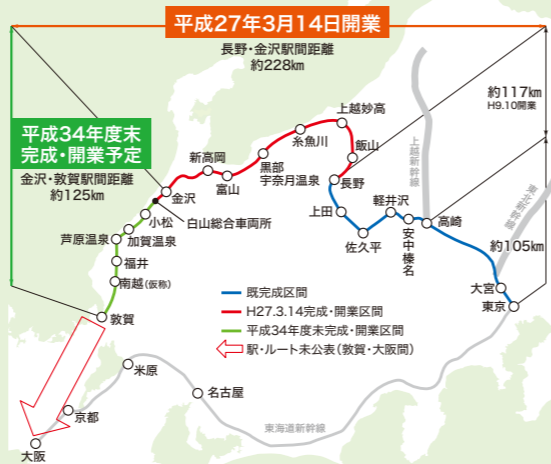 平成27年3月14日開業
長野・金沢駅間距離
約228km
約117km
H9.10開業
平成34年度末
完成・開業予定
金沢・敦賀駅間距離
約125km
上越妙高
糸魚川
飯山
新高岡
黒部
宇奈月温泉
富山
金沢
長野
上越新幹線
東北新幹線
白山総合車両所
小松
加賀温泉
芦原温泉
福井
南越(仮称)
敦賀
上田
佐久平
軽井沢
安中榛名
高崎
約105km
大宮
東京
既完成区間
H27.3.14完成・開業区間
平成34年度末完成・開業区間
駅・ルート未公表(敦賀・大阪間)
米原
名古屋
京都
大阪
東海道新幹線